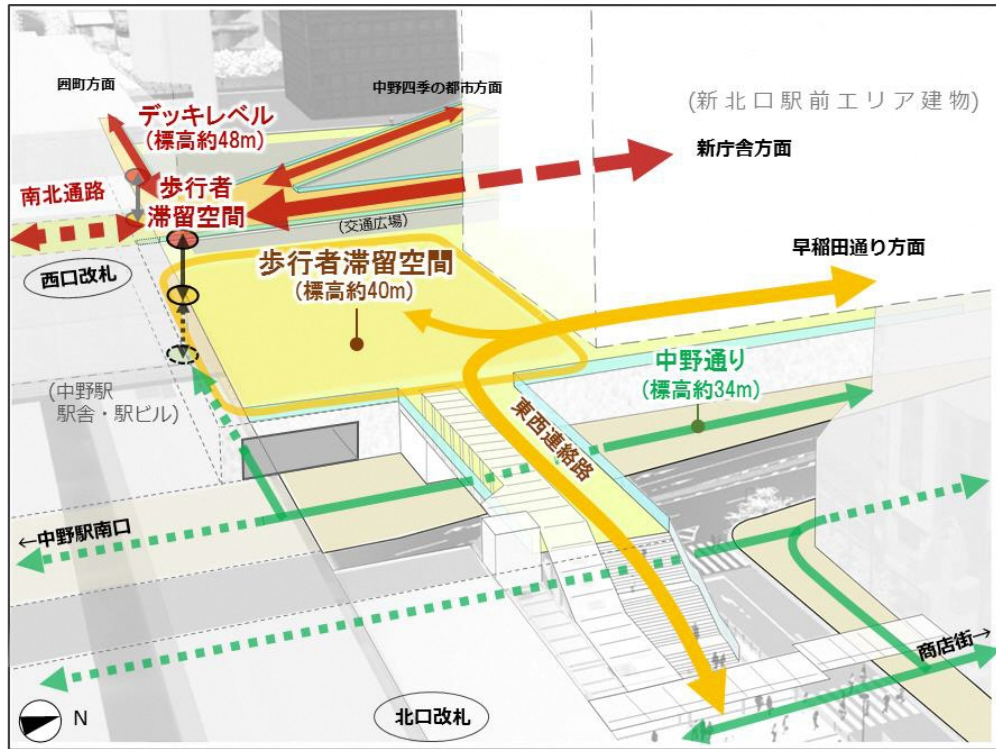 囲町方面
中野四季の都市方面
デッキレベル
(標高約48m)
(新北口駅前エリア建物)
新庁舎方面
南北通路
歩行者
滞留空間
(交通広場)
西口改札
歩行者滞留空間
(標高約40m)
早稲田通り方面
中野通り
(標高約34m)
(中野駅
駅舎・駅ビル)
東西連絡路
←中野駅南口
商店街→
北口改札
N